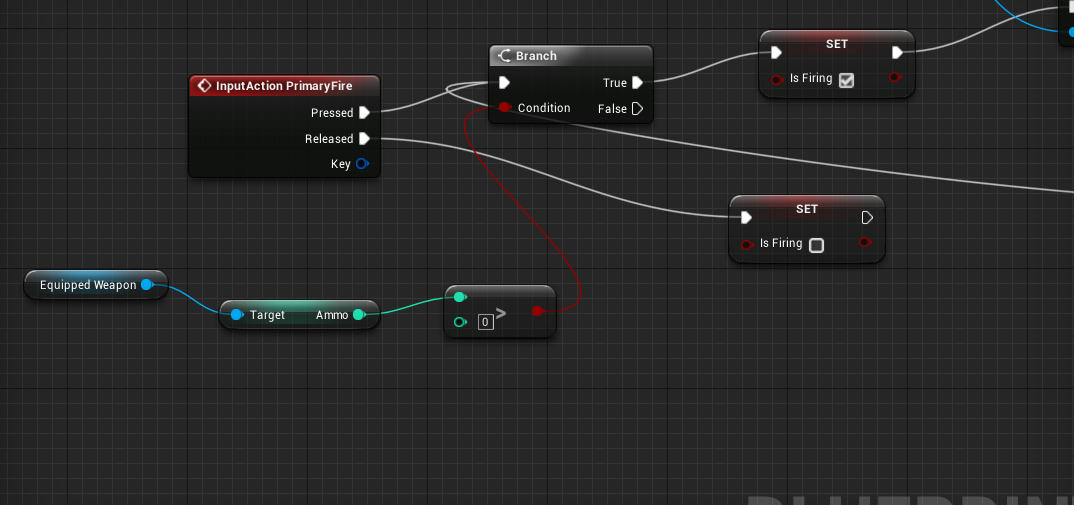 SET
Is Firing
Branch
True
Condition
False
InputAction PrimaryFire
Pressed
Released
Key
SET
Is Firing
Equipped Weapon
Target Ammo
0 >